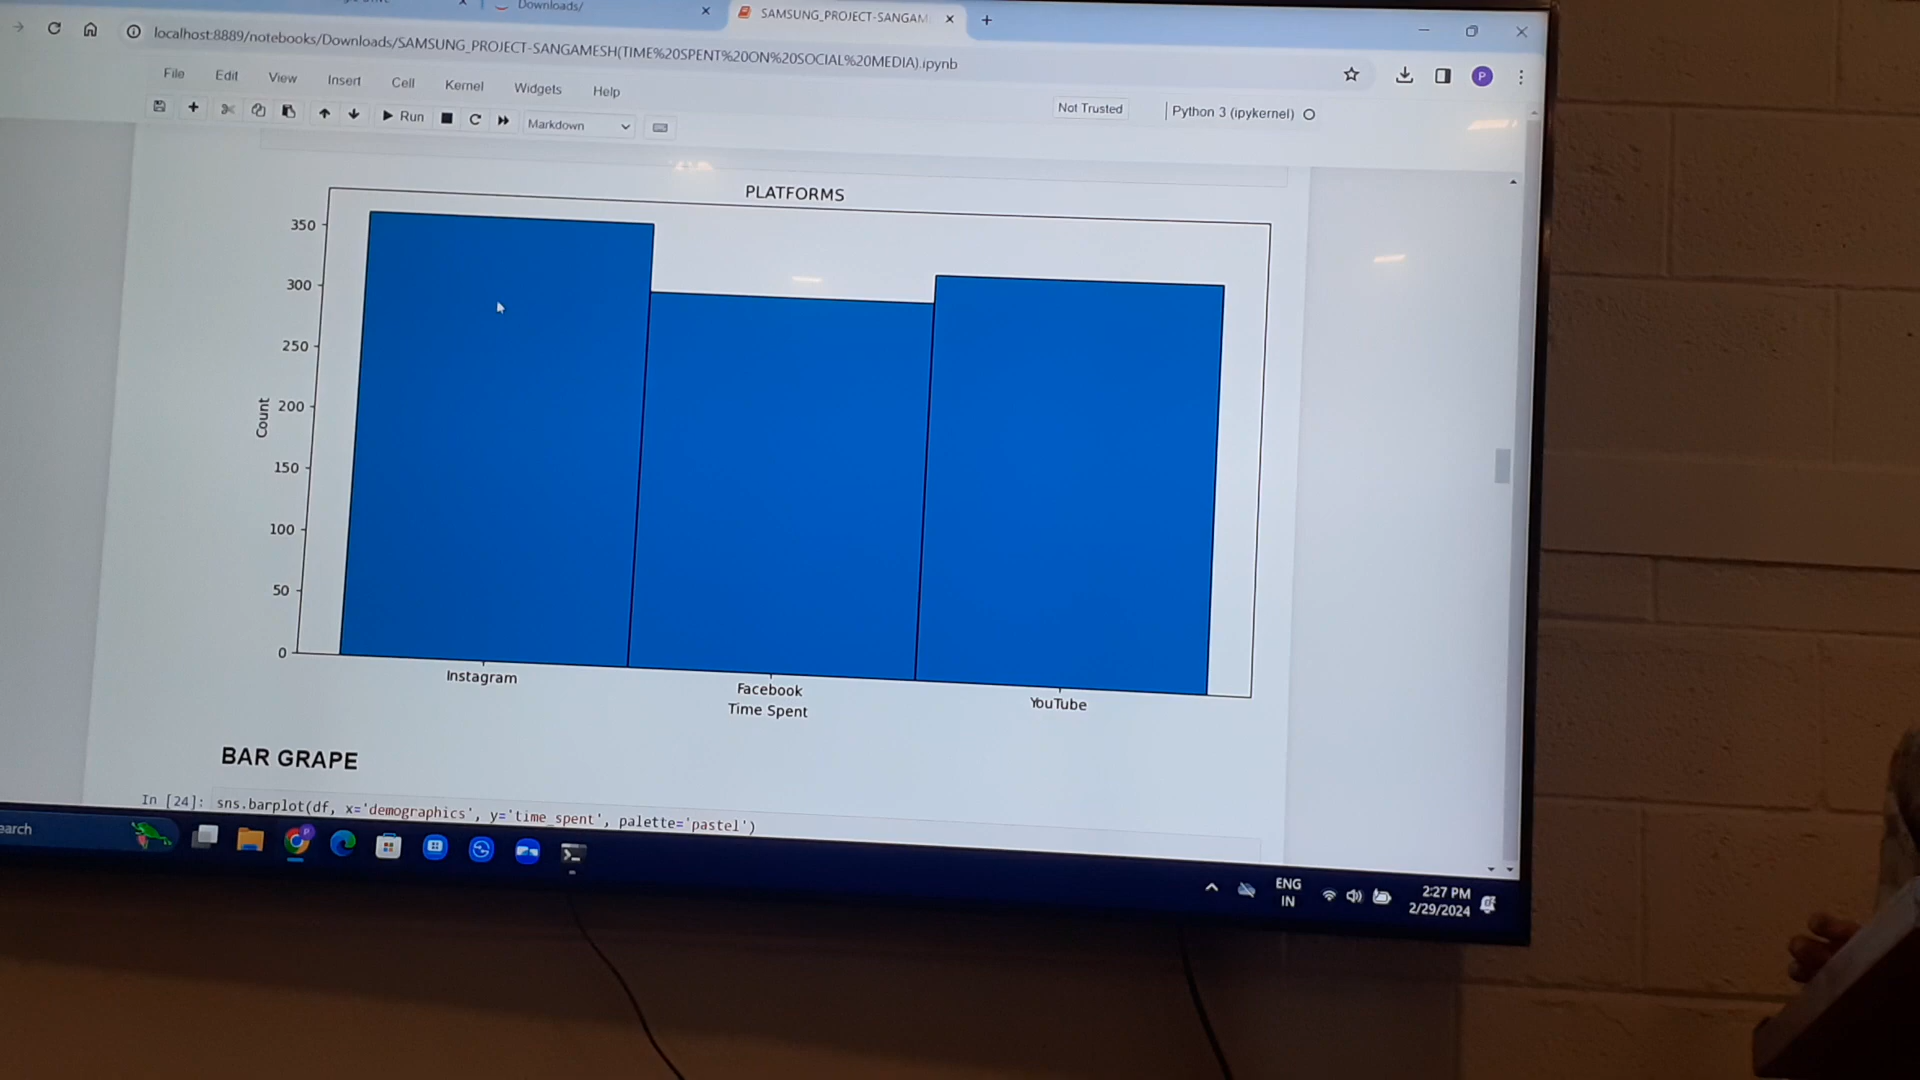 Downloads/
SAMSUNG_PROJECT-SANGAM
localhost:8889/notebooks/Downloads/SAMSUNG_PROJECT-SANGAMESH(TIME%20SPENT%20ON%20SOCIAL%20MEDIA).ipynb
P
File Edit View Insert Cell Kernel Widgets Help
Not Trusted
Python 3 (ipykernel)
Run
Markdown
PLATFORMS
350
300
250
200
150
100
50
0
Count
Instagram
Facebook
YouTube
Time Spent
BAR GRAPE
In [24]: sns.barplot(df, x='demographics', y='time_spent', palette='pastel')
earch
ENG
IN
2:27 PM
2/29/2024